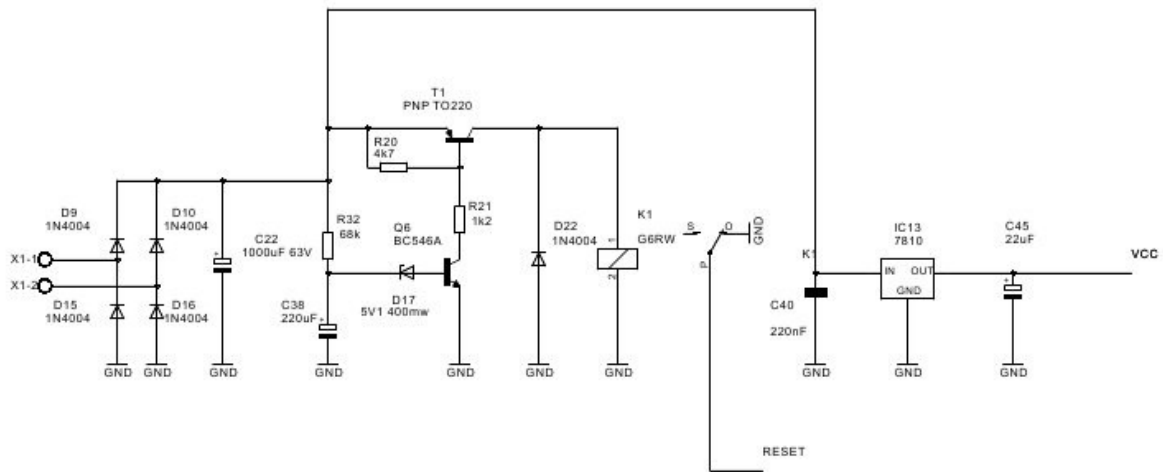 T1
PNP TO220
R20
4k7
D9
1N4004
D10
1N4004
R32
68k
Q6
BC546A
R21
1k2
D22
1N4004
K1
G6RW
S
O
GND
P
1
2
K1
IC13
7810
C45
22uF
VCC
C22
1000uF 63V
+
X1-1
X1-2
IN
OUT
GND
+
D15
1N4004
D16
1N4004
C38
220uF
+
D17
5V1 400mw
C40
220nF
GND
GND
GND
GND
GND
GND
GND
GND
GND
GND
RESET